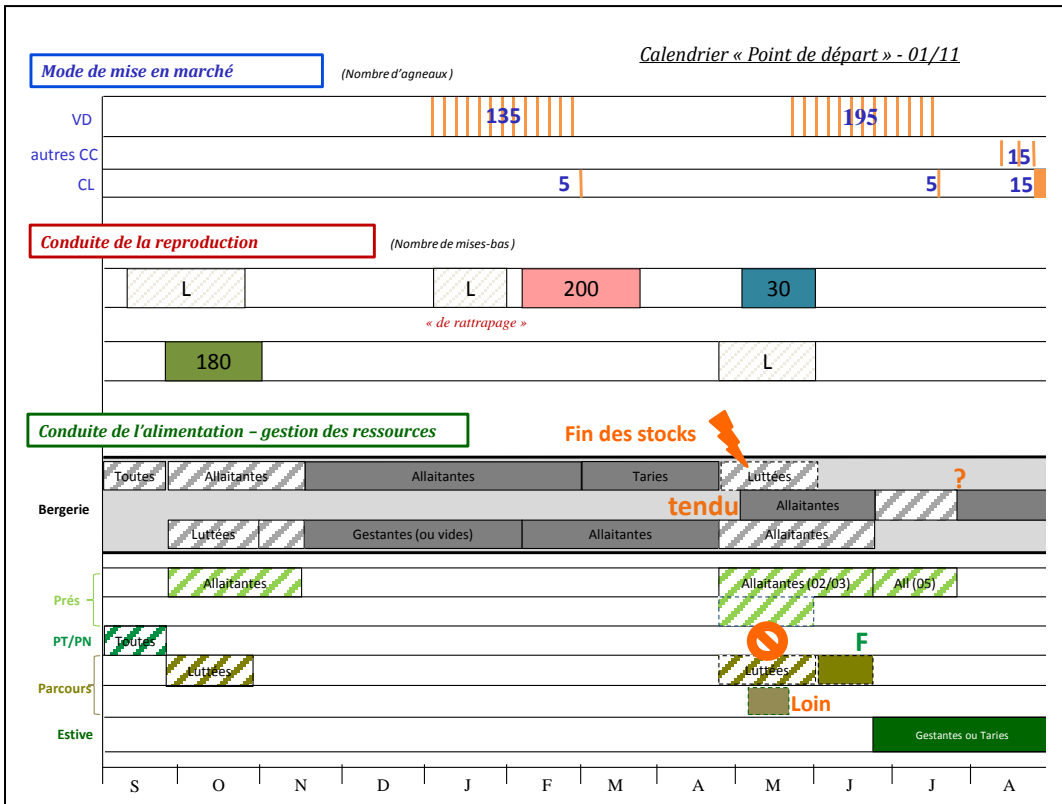 Calendrier « Point de départ » - 01/11
Mode de mise en marché
(Nombre d'agneaux )
VD
135
195
autres CC
15
CL
5
5
15
Conduite de la reproduction
(Nombre de mises-bas )
L
L
200
30
« de rattrapage »
180
L
Conduite de l'alimentation – gestion des ressources
Fin des stocks
Toutes
Allaitantes
Allaitantes
Taries
Luttées
?
Bergerie
tendu
Allaitantes
Luttées
Gestantes (ou vides)
Allaitantes
Allaitantes
Prés
Allaitantes
Allaitantes (02/03)
All (05)
PT/PN
Toutes
F
Parcours
Luttées
Luttées
Loin
Estive
Gestantes ou Taries
S
O
N
D
J
F
M
A
M
J
J
A